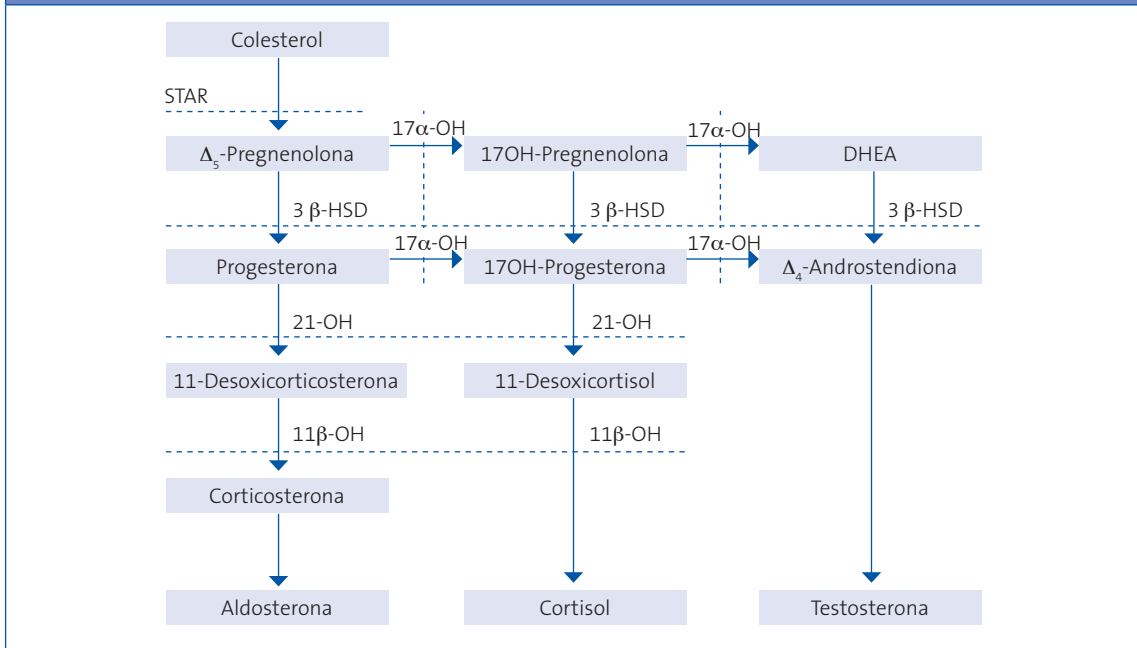 Colesterol
STAR
17α-OH 17α-OH
Δ5-Pregnenolona 17OH-Pregnenolona DHEA
3 β-HSD 3 β-HSD 3 β-HSD
17α-OH 17α-OH
Progesterona 17OH-Progesterona Δ4-Androstendiona
21-OH 21-OH
11-Desoxicorticosterona 11-Desoxicortisol
11β-OH 11β-OH
Corticosterona
Aldosterona Cortisol Testosterona